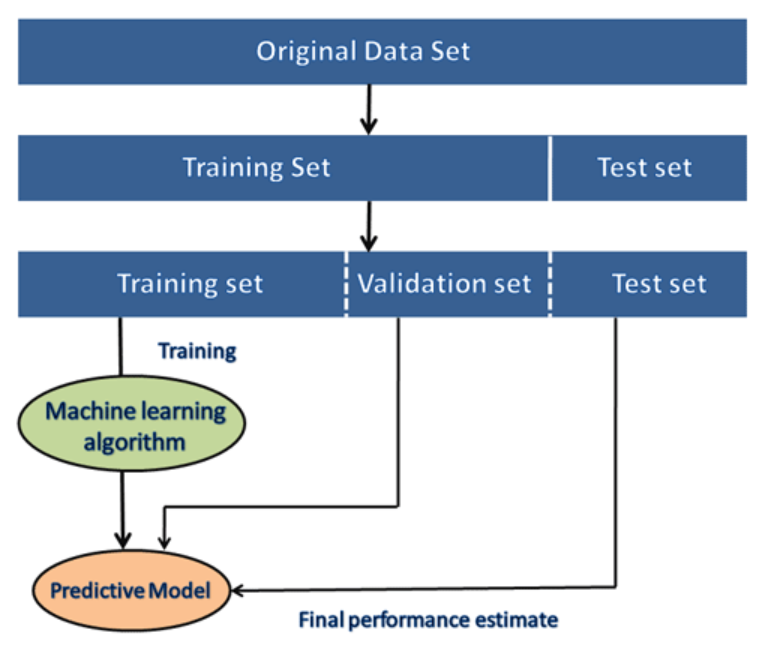 Original Data Set
Training Set
Test set
Training set
Validation set
Test set
Training
Machine learning
algorithm
Predictive Model
Final performance estimate